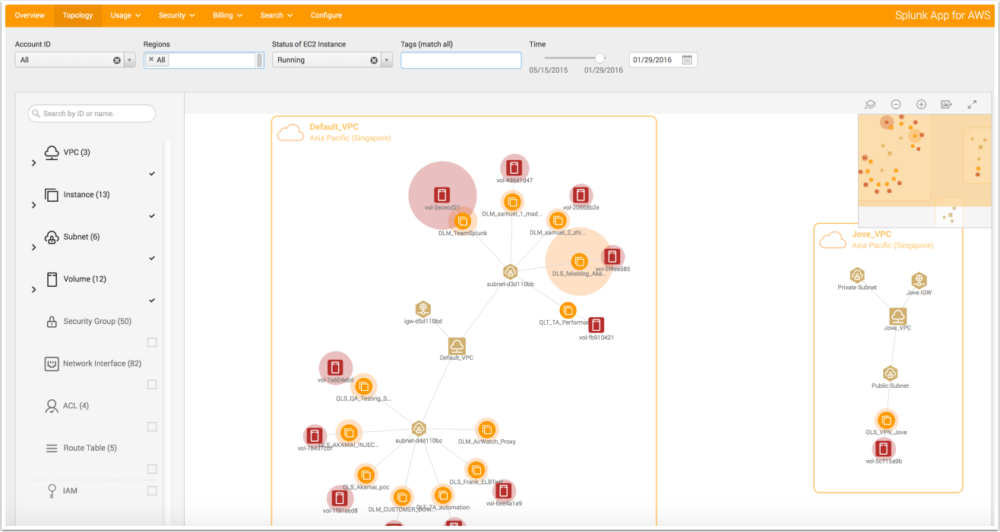 Overview Topology Usage Security Billing Search Configure Splunk App for AWS
Account ID Regions Status of EC2 Instance Tags (match all) Time
All All Running 01/29/2016
05/15/2015 01/29/2016
Search by ID or name.
VPC (3)
Instance (13)
Subnet (6)
Volume (12)
Security Group (50)
Network Interface (82)
ACL (4)
Route Table (5)
IAM
Default_VPC
Asia Pacific (Singapore)
vol-49641d47
vol-2ececd21
vol-20568b2e
DLM_samuel_1_mad...
DLM_TeamSplunk
DLM_samuel_2_zhi...
vol-5f4ee585
DLS_fakeblog_Aka...
subnet-d3d110bb
igw-d5d110bd
QLT_TA_Performa
vol-fb910421
Default_VPC
vol-7a604ebd
QLS_QA_Testing_S...
subnet-d4d110bc
DLM_AirWatch_Proxy
DLS_AKAMAI_INJEC...
vol-78437cbf
QLS_Akamai_poc
DLS_Frank_ELBTest
vol-1f91aed8
DLM_CUSTOMER_DOW...
QLT_TA_automation
vol-6ee4a1a9
Jove_VPC
Asia Pacific (Singapore)
Private Subnet
Jove IGW
Jove_VPC
Public Subnet
DLS_VPN_Jove
vol-5c715a9b